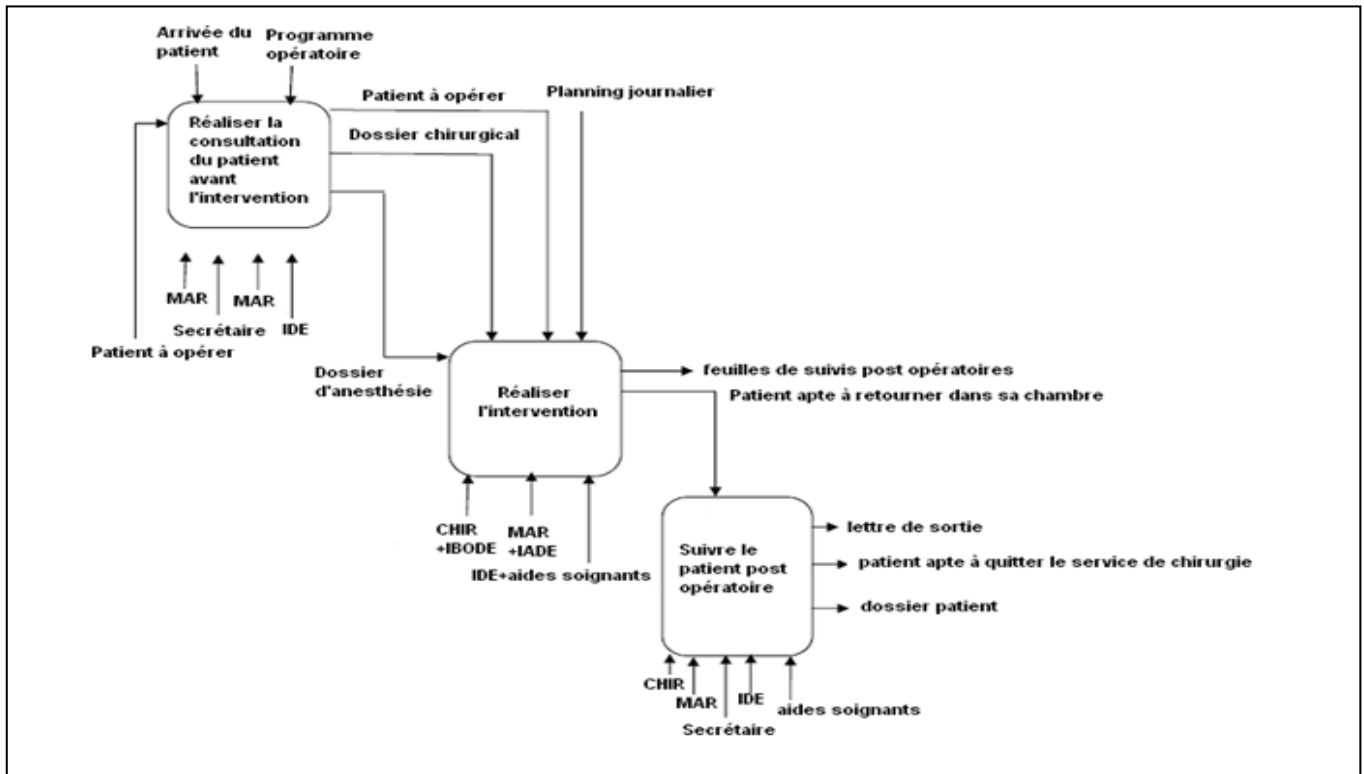 Arrivée du
patient
Programme
opératoire
Patient à opérer
Planning journalier
Réaliser la
consultation
du patient
avant
l'intervention
Dossier chirurgical
MAR
MAR
Secrétaire
IDE
Patient à opérer
Dossier
d'anesthésie
Réaliser
l'intervention
feuilles de suivis post opératoires
Patient apte à retourner dans sa chambre
CHIR
+IBODE
MAR
+IADE
IDE+aides soignants
Suivre le
patient post
opératoire
lettre de sortie
patient apte à quitter le service de chirurgie
dossier patient
CHIR
MAR
IDE
aides soignants
Secrétaire